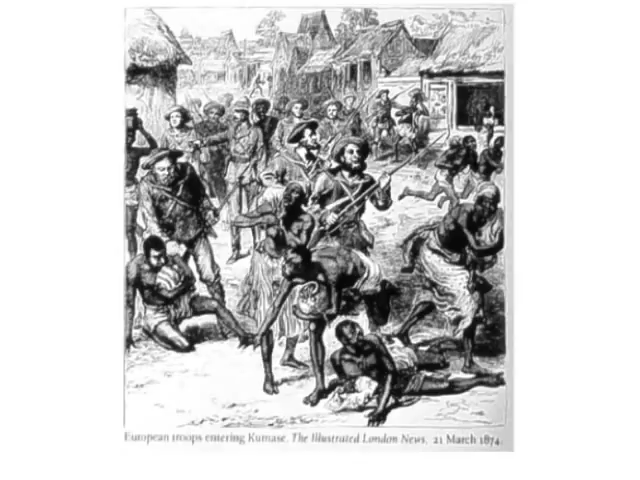 European troops entering Kumase. The Illustrated London News. 21 March 1874.